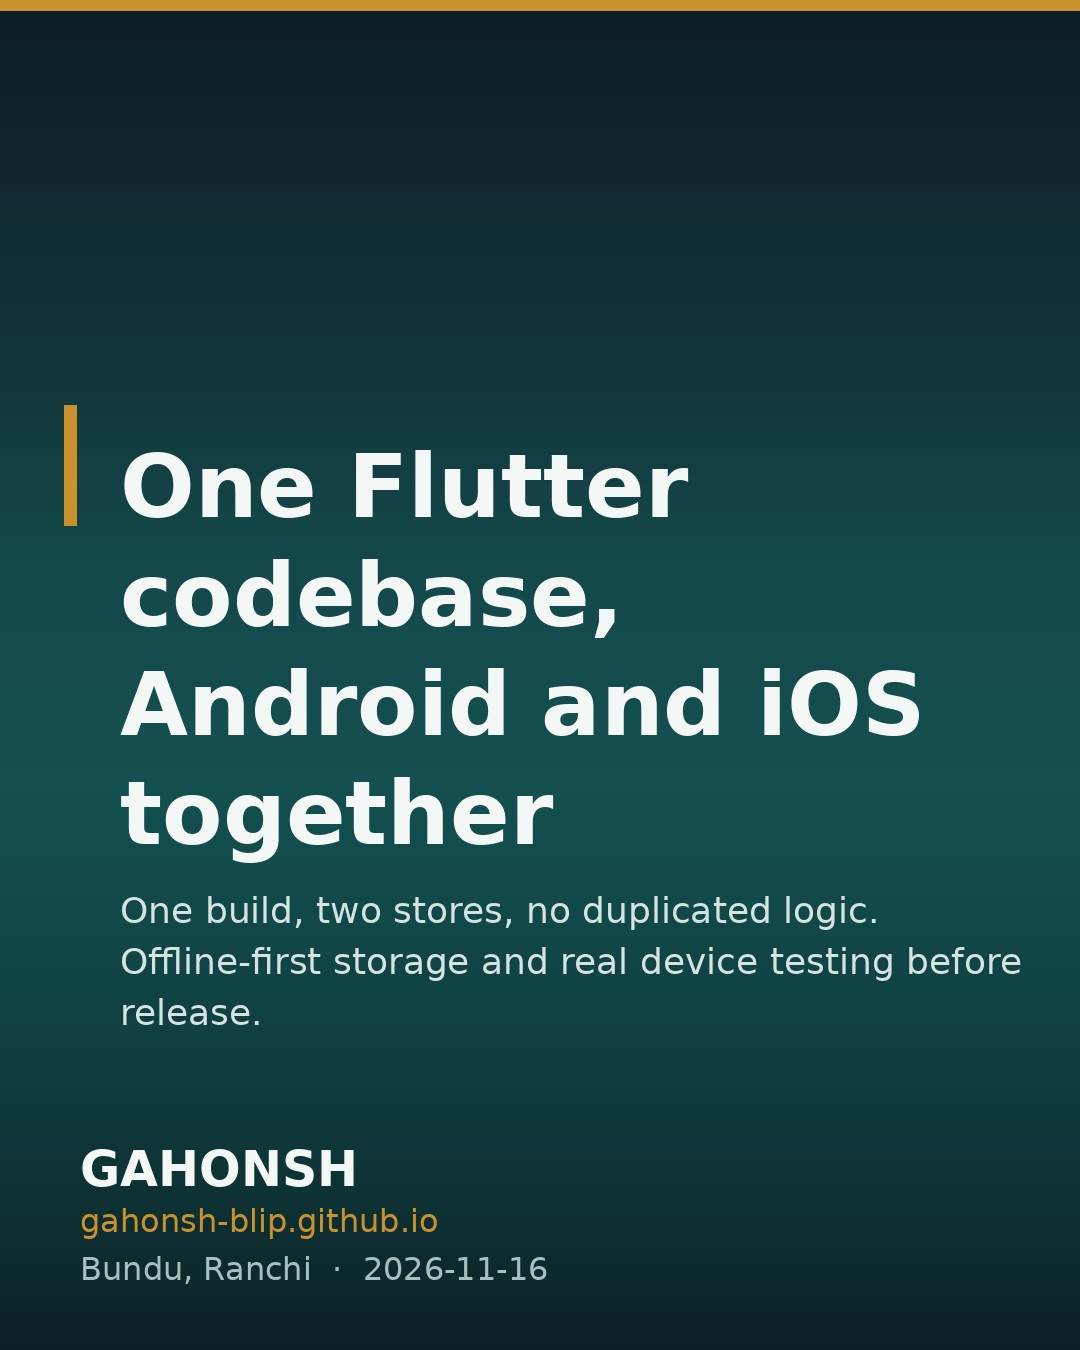 One Flutter
codebase,
Android and iOS
together
One build, two stores, no duplicated logic.
Offline-first storage and real device testing before
release.
GAHONSH
gahonsh-blip.github.io
Bundu, Ranchi · 2026-11-16